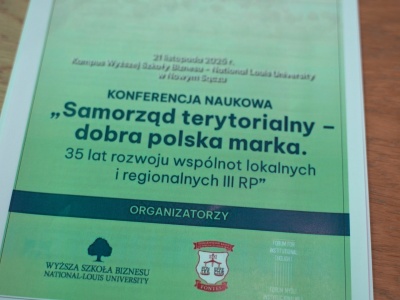 21 listopada 2025 r.
Kampus Wyższej Szkoły Biznesu – National Louis University
w Nowym Sączu
KONFERENCJA NAUKOWA
„Samorząd terytorialny –
dobra polska marka.
35 lat rozwoju wspólnot lokalnych
i regionalnych III RP”
ORGANIZATORZY
WYŻSZA SZKOŁA BIZNESU
NATIONAL-LOUIS UNIVERSITY